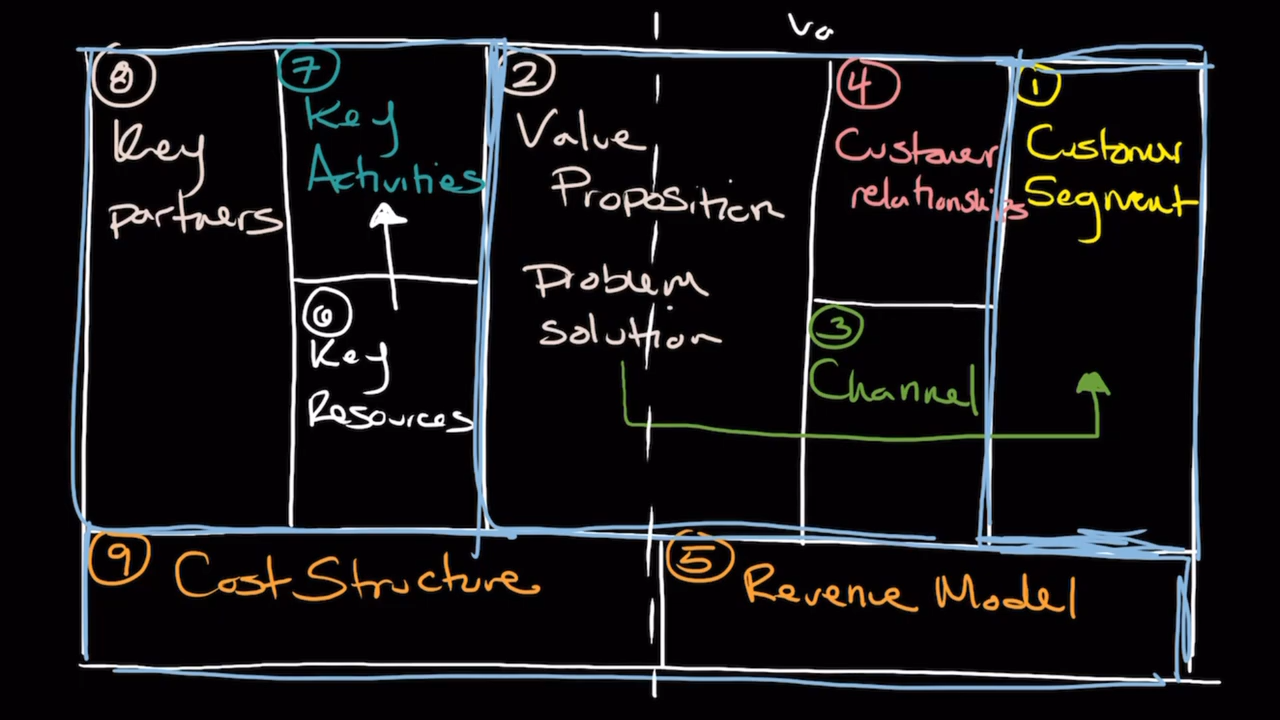 Va
8
Key
partners
7
Key
Activities
6
Key
Resources
2
Value
Proposition
Problem
solution
4
Customer
relationships
3
Channel
1
Customer
Segment
9 Cost Structure
5 Revenue Model